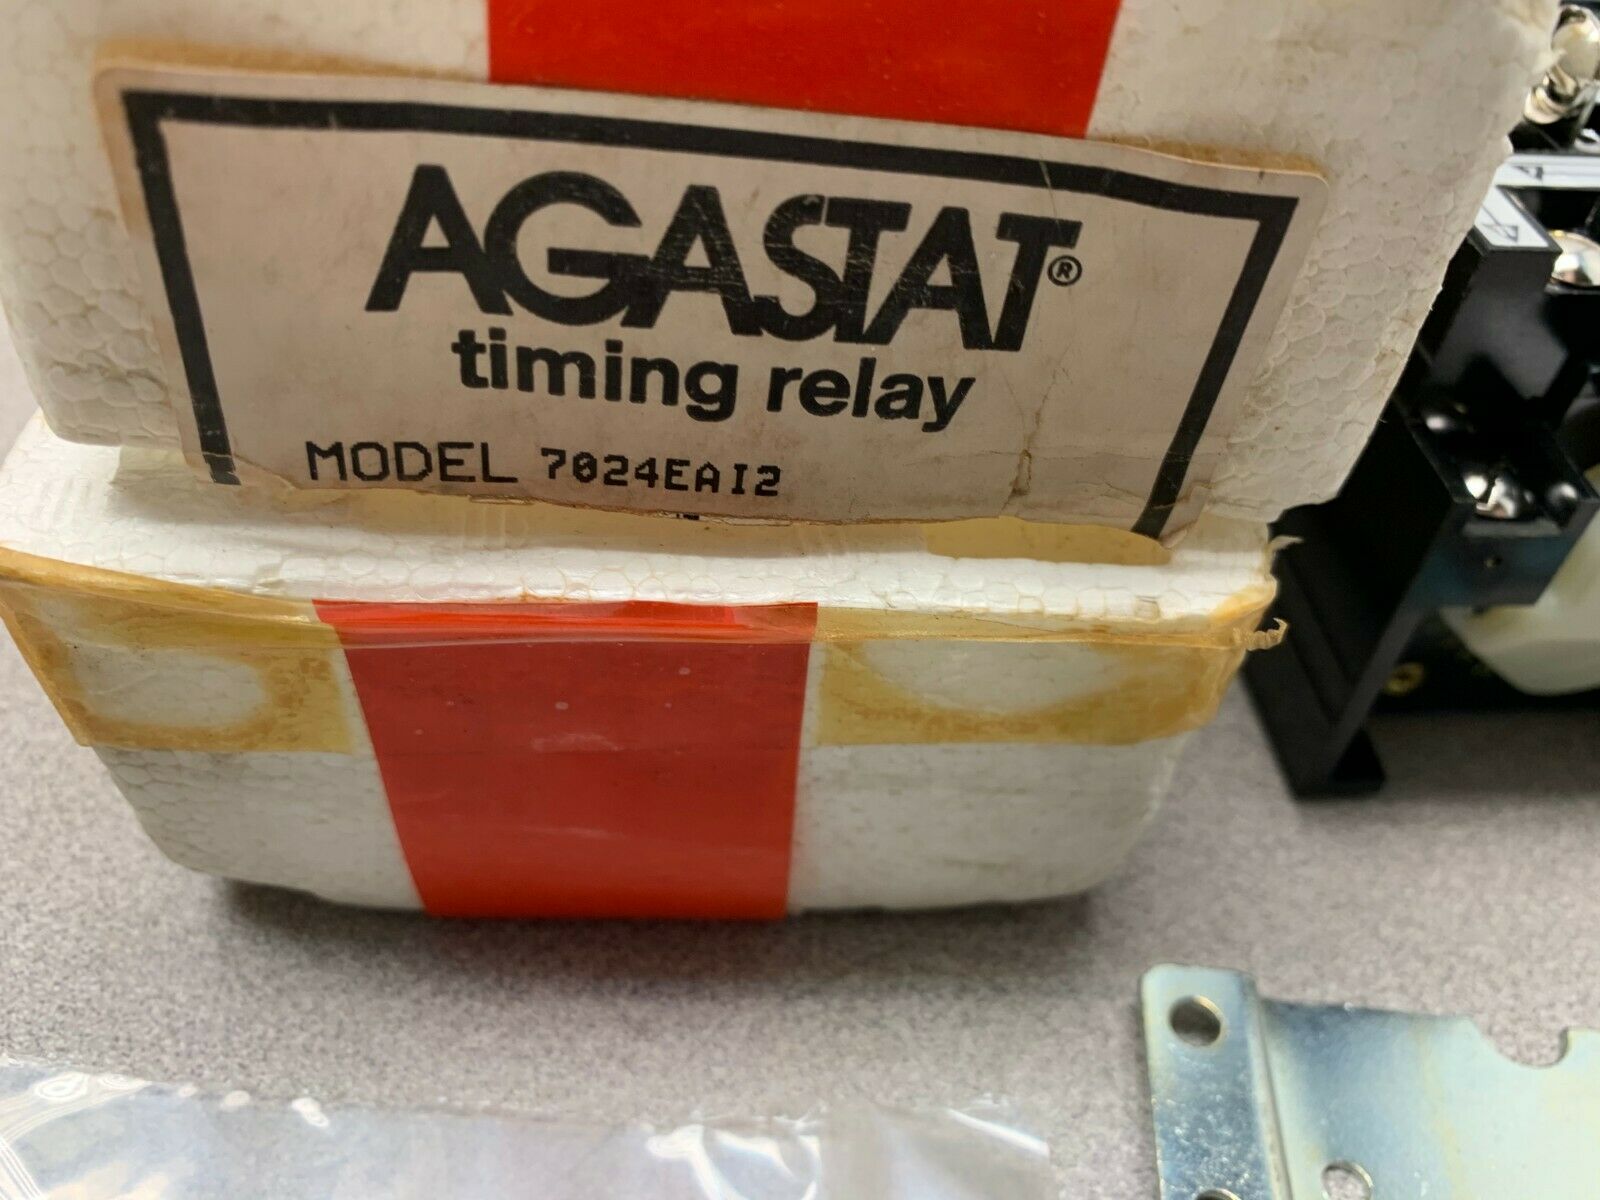 AGASTAT®
timing relay
MODEL 7024EAI2